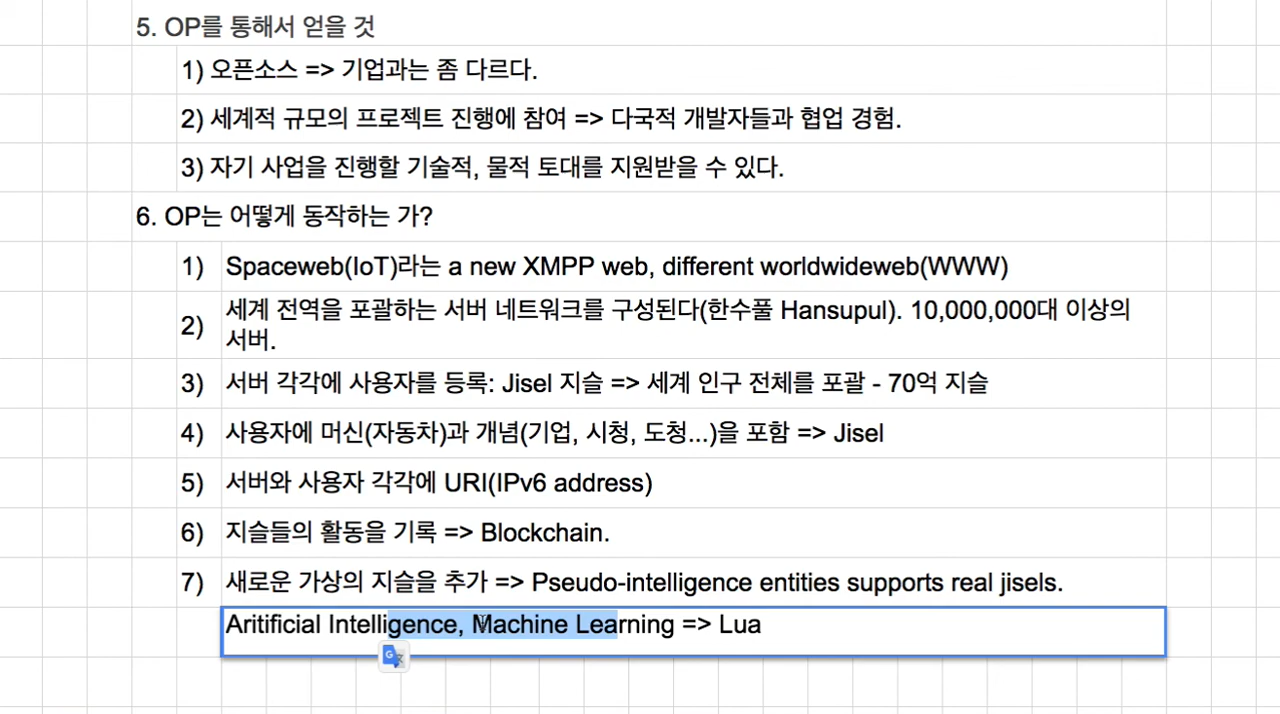 5. OP를 통해서 얻을 것
1) 오픈소스 => 기업과는 좀 다르다.
2) 세계적 규모의 프로젝트 진행에 참여 => 다국적 개발자들과 협업 경험.
3) 자기 사업을 진행할 기술적, 물적 토대를 지원받을 수 있다.
6. OP는 어떻게 동작하는 가?
1) Spaceweb(IoT)라는 a new XMPP web, different worldwideweb(WWW)
2) 세계 전역을 포괄하는 서버 네트워크를 구성된다(한수풀 Hansupul). 10,000,000대 이상의
서버.
3) 서버 각각에 사용자를 등록: Jisel 지슬 => 세계 인구 전체를 포괄 - 70억 지슬
4) 사용자에 머신(자동차)과 개념(기업, 시청, 도청...)을 포함 => Jisel
5) 서버와 사용자 각각에 URI(IPv6 address)
6) 지슬들의 활동을 기록 => Blockchain.
7) 새로운 가상의 지슬을 추가 => Pseudo-intelligence entities supports real jisels.
Aritificial Intelligence, Machine Learning => Lua